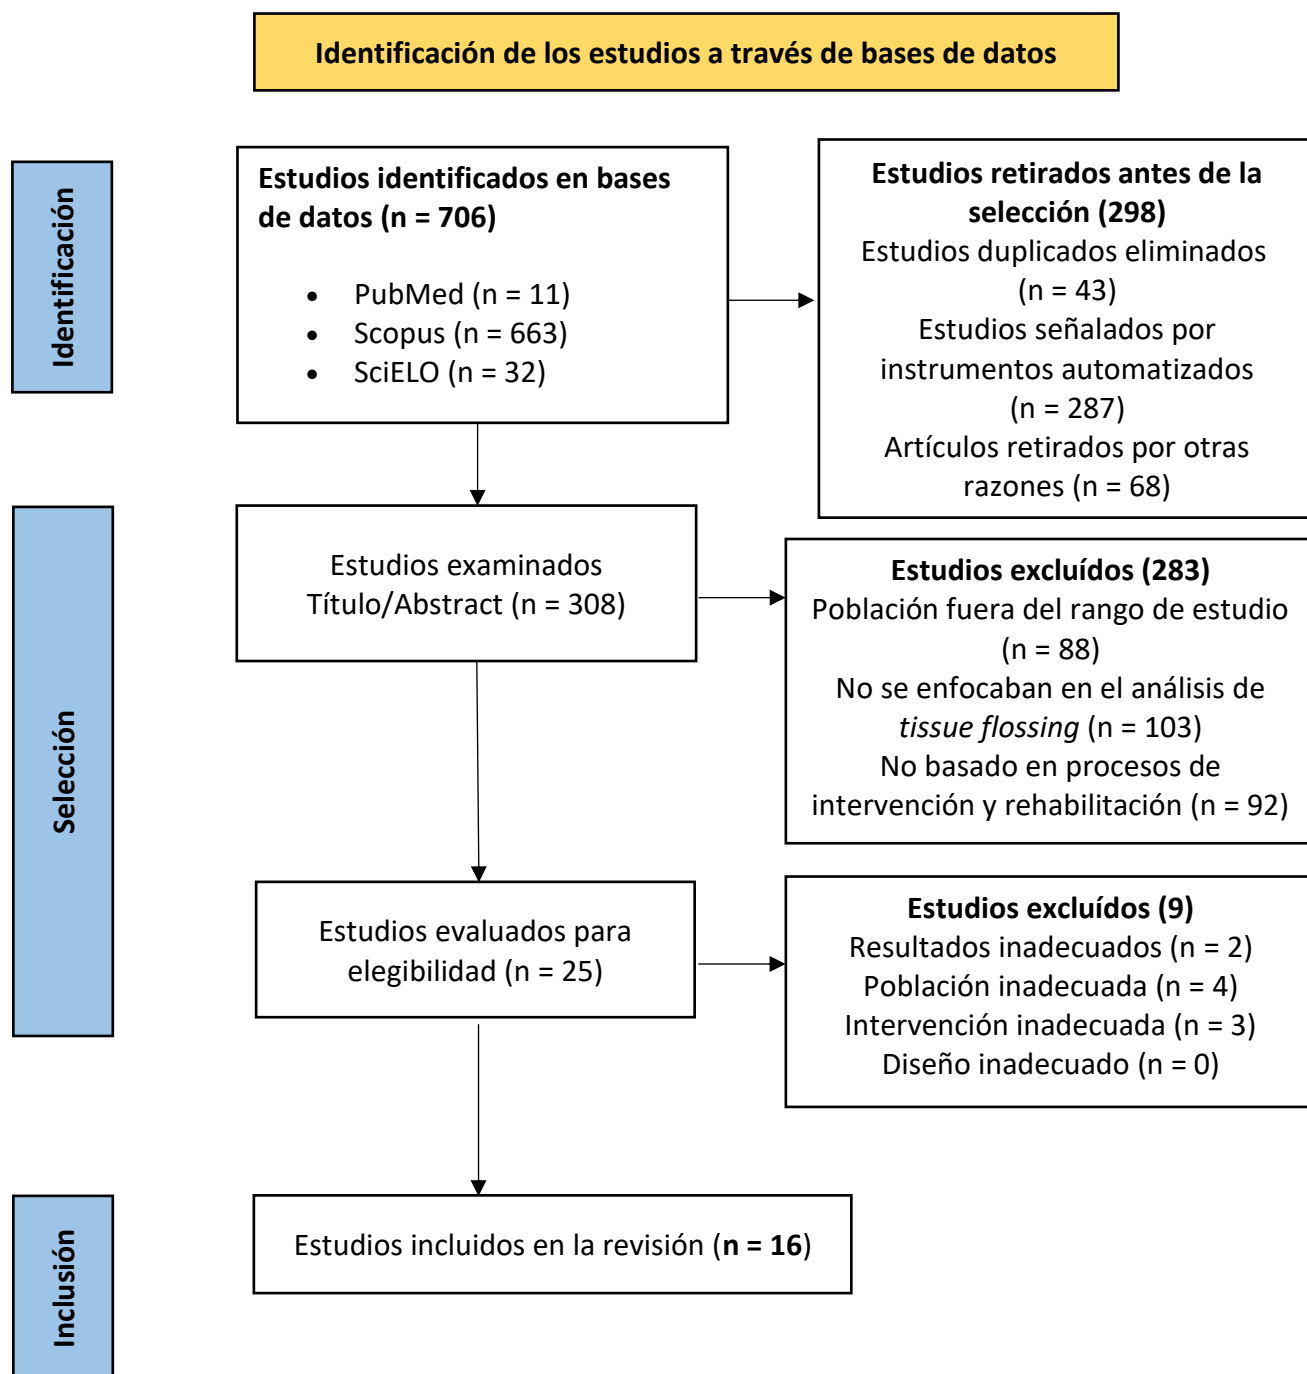 Identificación de los estudios a través de bases de datos
Identificación
Estudios identificados en bases
de datos (n = 706)
• PubMed (n = 11)
• Scopus (n = 663)
• SciELO (n = 32)
Estudios retirados antes de la
selección (298)
Estudios duplicados eliminados
(n = 43)
Estudios señalados por
instrumentos automatizados
(n = 287)
Artículos retirados por otras
razones (n = 68)
Selección
Estudios examinados
Título/Abstract (n = 308)
Estudios excluídos (283)
Población fuera del rango de estudio
(n = 88)
No se enfocaban en el análisis de
tissue flossing (n = 103)
No basado en procesos de
intervención y rehabilitación (n = 92)
Estudios evaluados para
elegibilidad (n = 25)
Estudios excluídos (9)
Resultados inadecuados (n = 2)
Población inadecuada (n = 4)
Intervención inadecuada (n = 3)
Diseño inadecuado (n = 0)
Inclusión
Estudios incluidos en la revisión (n = 16)